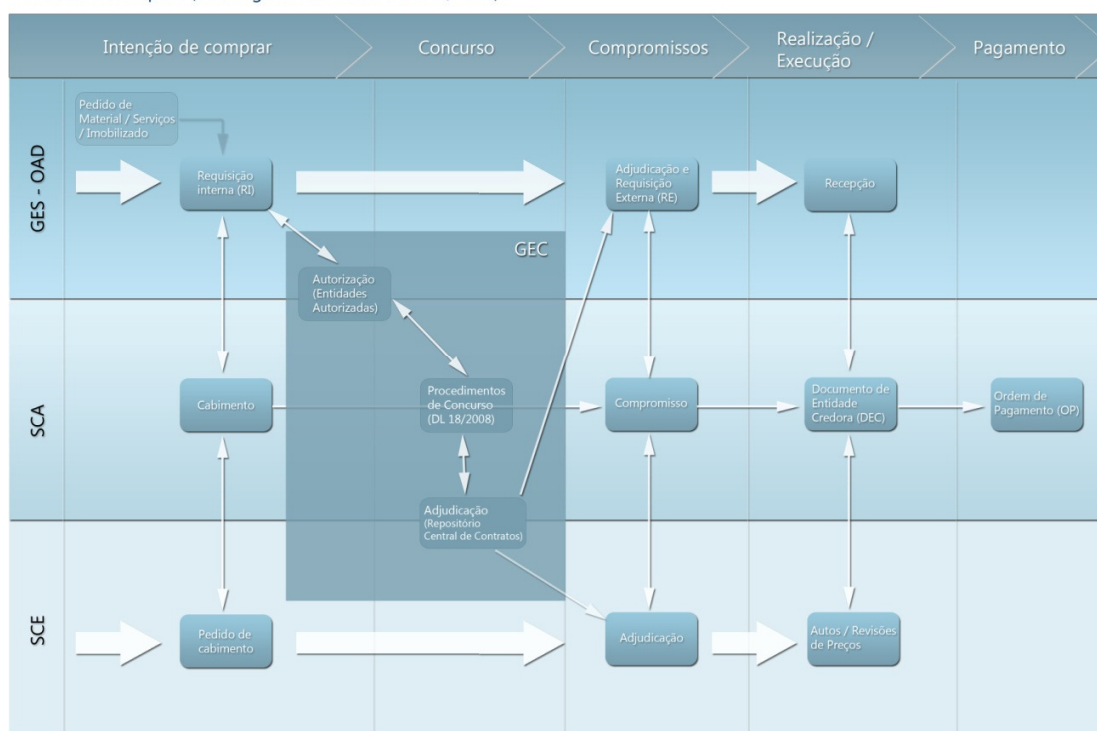 Intenção de comprar
Concurso
Compromissos
Realização /
Execução
Pagamento
GES - OAD
Pedido de
Material / Serviços
/ Imobilizado
Requisição
interna (RI)
Adjudicação e
Requisição
Externa (RE)
Recepção
GEC
Autorização
(Entidades
Autorizadas)
SCA
Cabimento
Procedimentos
de Concurso
(DL 18/2008)
Compromisso
Documento de
Entidade
Credora (DEC)
Ordem de
Pagamento (OP)
Adjudicação
(Repositório
Central de Contratos)
SCE
Pedido de
cabimento
Adjudicação
Autos / Revisões
de Preços